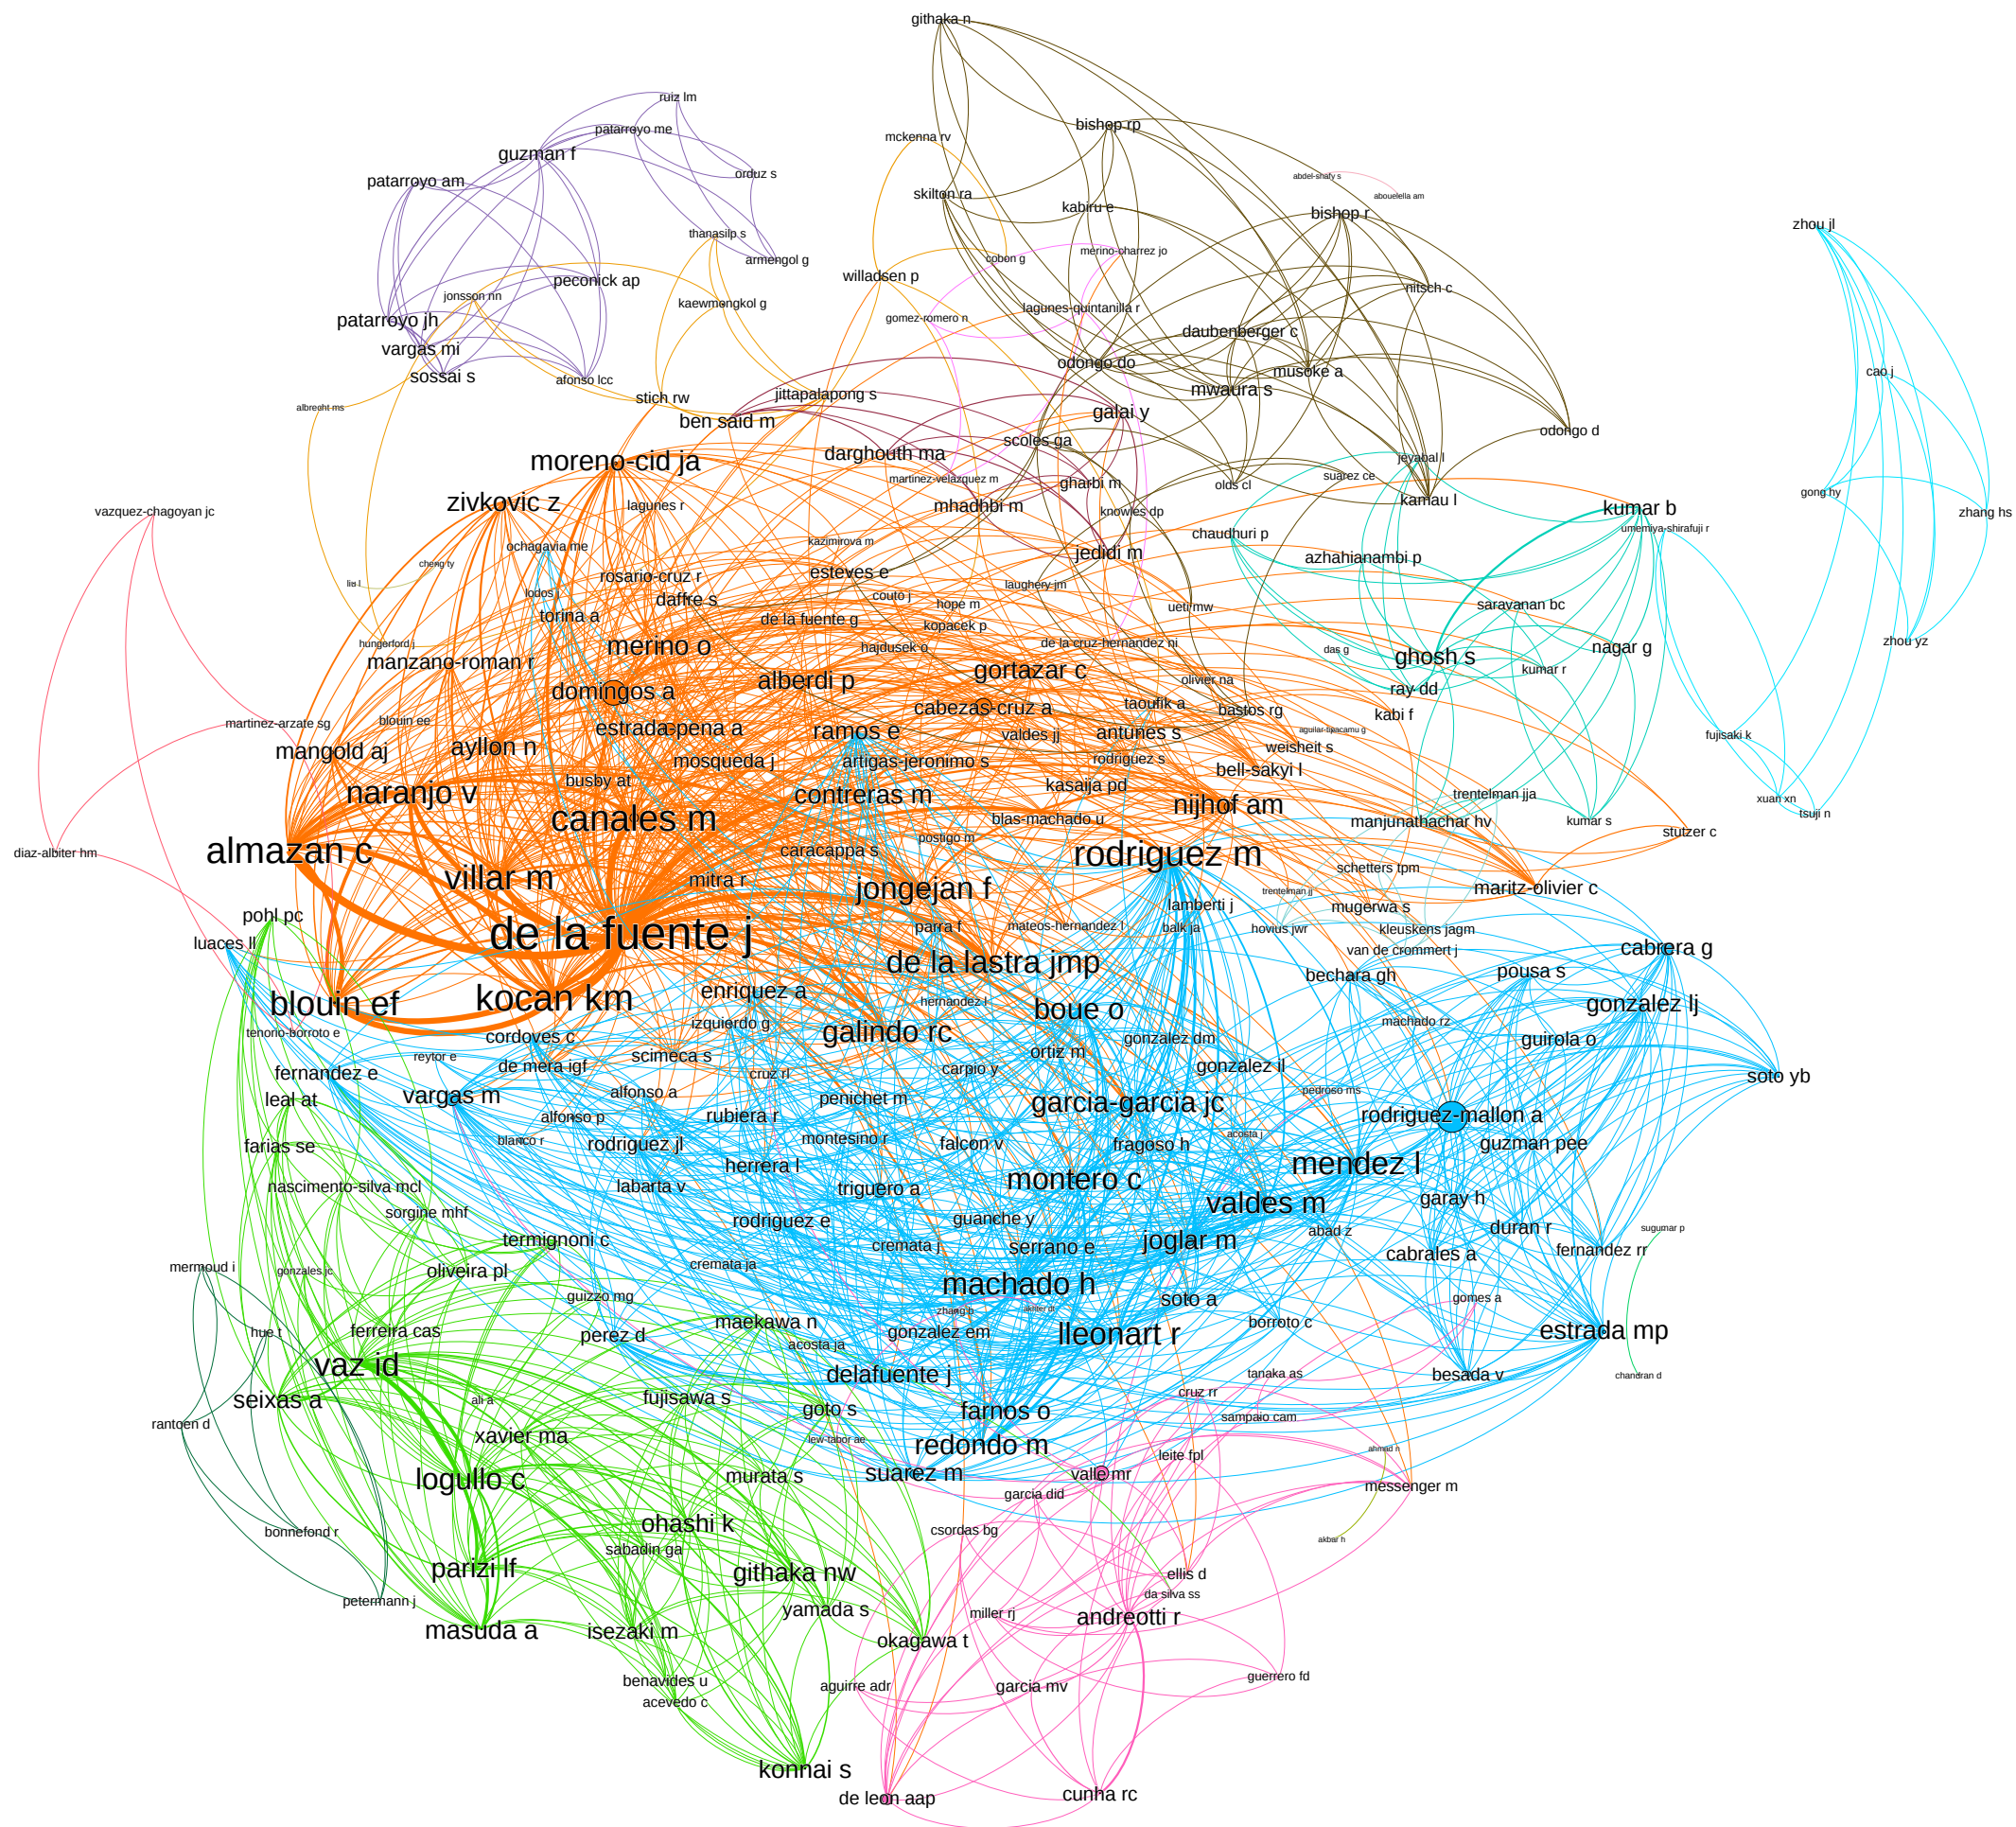 githaka n
ruiz lm
patarroyo me
bishop rp
mckenna rv
guzman f
orduz s
patarroyo am
abdel-shafy s
abouelella am
skilton ra
kabiru e
bishop r
zhou jl
thanasilp s
armengol g
cobon g
merino-charrez jo
willadsen p
peconick ap
nitsch c
jonsson nn
kaewmongkol g
lagunes-quintanilla r
gomez-romero n
patarroyo jh
daubenberger c
vargas mi
odongo do
musoke a
cao j
sossai s
afonso lcc
mwaura s
stich rw
jittapalapong s
albrecht ms
ben said m
galai y
odongo d
scoles ga
darghouth ma
jeyabal l
moreno-cid ja
martinez-velazquez m
gharbi m
suarez ce
olds cl
gong hy
kamau l
zivkovic z
lagunes r
mhadhbi m
knowles dp
kumar b
vazquez-chagoyan jc
zhang hs
umemiya-shirafuji r
chaudhuri p
ochagavia me
kazimirova m
jedidi m
azhahianambi p
cheng ty
rosario-cruz r
esteves e
liu l
laughery jm
lodos j
daffre s
couto j
hope m
ueti mw
saravanan bc
torina a
de la fuente g
kopacek p
hungerford j
merino o
hajdusek o
de la cruz-hernandez ni
das g
nagar g
zhou yz
manzano-roman r
ghosh s
kumar r
domingos a
alberdi p
gortazar c
olivier na
ray dd
martinez-arzate sg
blouin ee
cabezas-cruz a
taoufik a
bastos rg
kabi f
estrada-pena a
ramos e
valdes jj
antunes s
aguilar-tipacamu g
fujisaki k
mangold aj
ayllon n
weisheit s
mosqueda j
artigas-jeronimo s
rodriguez s
bell-sakyi l
busby at
naranjo v
contreras m
kasaija pd
trentelman jja
xuan xn
nijhof am
tsuji n
canales m
blas-machado u
manjunathachar hv
kumar s
stutzer c
postigo m
almazan c
caracappa s
rodriguez m
diaz-albiter hm
schetters tpm
villar m
mitra r
jongejan f
trentelman jj
maritz-olivier c
lamberti j
mugerwa s
pohl pc
de la fuente j
parra f
mateos-hernandez l
balk ja
hovius jwr
kleuskens jagm
luaces ll
van de crommert j
cabrera g
de la lastra jmp
bechara gh
pousa s
enriquez a
blouin ef
kocan km
hernandez l
boue o
gonzalez lj
tenorio-borroto e
izquierdo g
galindo rc
machado rz
cordoves c
gonzalez dm
guirola o
reytor e
scimeca s
ortiz m
de mera igf
carpio y
gonzalez il
fernandez e
cruz rl
soto yb
leal at
vargas m
alfonso a
penichet m
garcia-garcia jc
pedroso ms
alfonso p
rubiera r
rodriguez-mallon a
farias se
blanco r
rodriguez jl
montesino r
falcon v
fragoso h
acosta j
guzman pee
herrera l
mendez l
nascimento-silva mcl
labarta v
triguero a
montero c
garay h
valdes m
sorgine mhf
rodriguez e
guanche y
abad z
duran r
sugumar p
termignoni c
cremata j
serrano e
joglar m
cabrales a
fernandez rr
mermoud i
gonzales jc
oliveira pl
cremata ja
machado h
guizzo mg
zhang b
akhter dt
soto a
gomes a
maekawa n
hue t
ferreira cas
perez d
acosta ja
gonzalez em
lleonart r
borroto c
estrada mp
vaz id
delafuente j
tanaka as
besada v
chandran d
seixas a
ali a
fujisawa s
goto s
farnos o
cruz rr
sampaio cam
rantoen d
xavier ma
lew-tabor ae
redondo m
ahmad n
leite fpl
logullo c
murata s
suarez m
valle mr
messenger m
garcia did
bonnefond r
ohashi k
csordas bg
akbar h
sabadin ga
parizi lf
githaka nw
ellis d
da silva ss
petermann j
yamada s
miller rj
andreotti r
masuda a
isezaki m
okagawa t
benavides u
aguirre adr
garcia mv
guerrero fd
acevedo c
konnai s
de leon aap
cunha rc